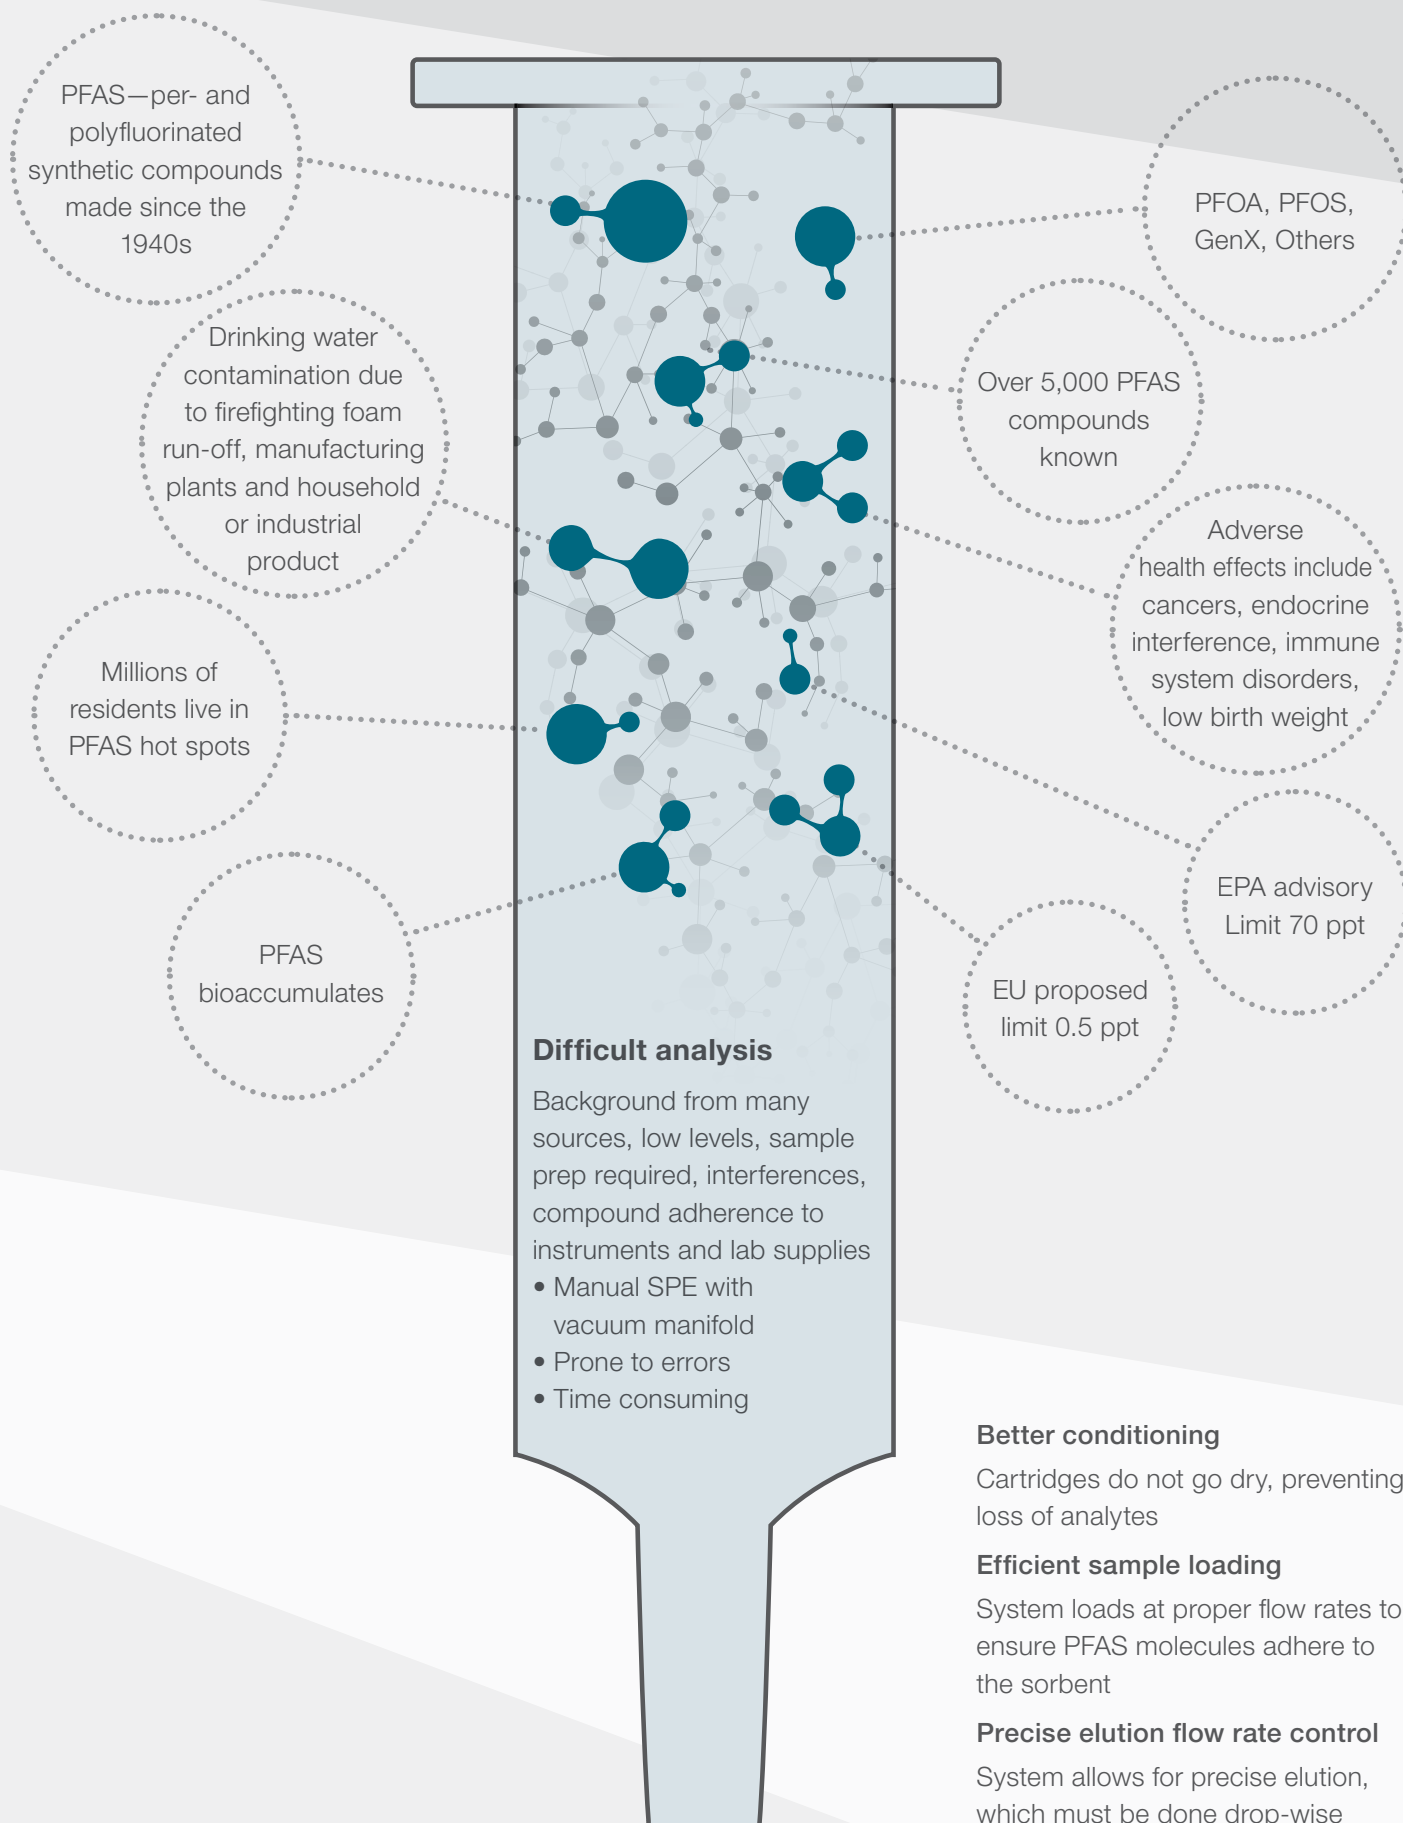 PFAS—per- and
polyfluorinated
synthetic compounds
made since the
1940s
PFOA, PFOS,
GenX, Others
Drinking water
contamination due
to firefighting foam
run-off, manufacturing
plants and household
or industrial
product
Over 5,000 PFAS
compounds
known
Adverse
health effects include
cancers, endocrine
interference, immune
system disorders,
low birth weight
Millions of
residents live in
PFAS hot spots
EPA advisory
Limit 70 ppt
PFAS
bioaccumulates
EU proposed
limit 0.5 ppt
Difficult analysis
Background from many
sources, low levels, sample
prep required, interferences,
compound adherence to
instruments and lab supplies
• Manual SPE with
vacuum manifold
• Prone to errors
• Time consuming
Better conditioning
Cartridges do not go dry, preventing
loss of analytes
Efficient sample loading
System loads at proper flow rates to
ensure PFAS molecules adhere to
the sorbent
Precise elution flow rate control
System allows for precise elution,
which must be done drop-wise